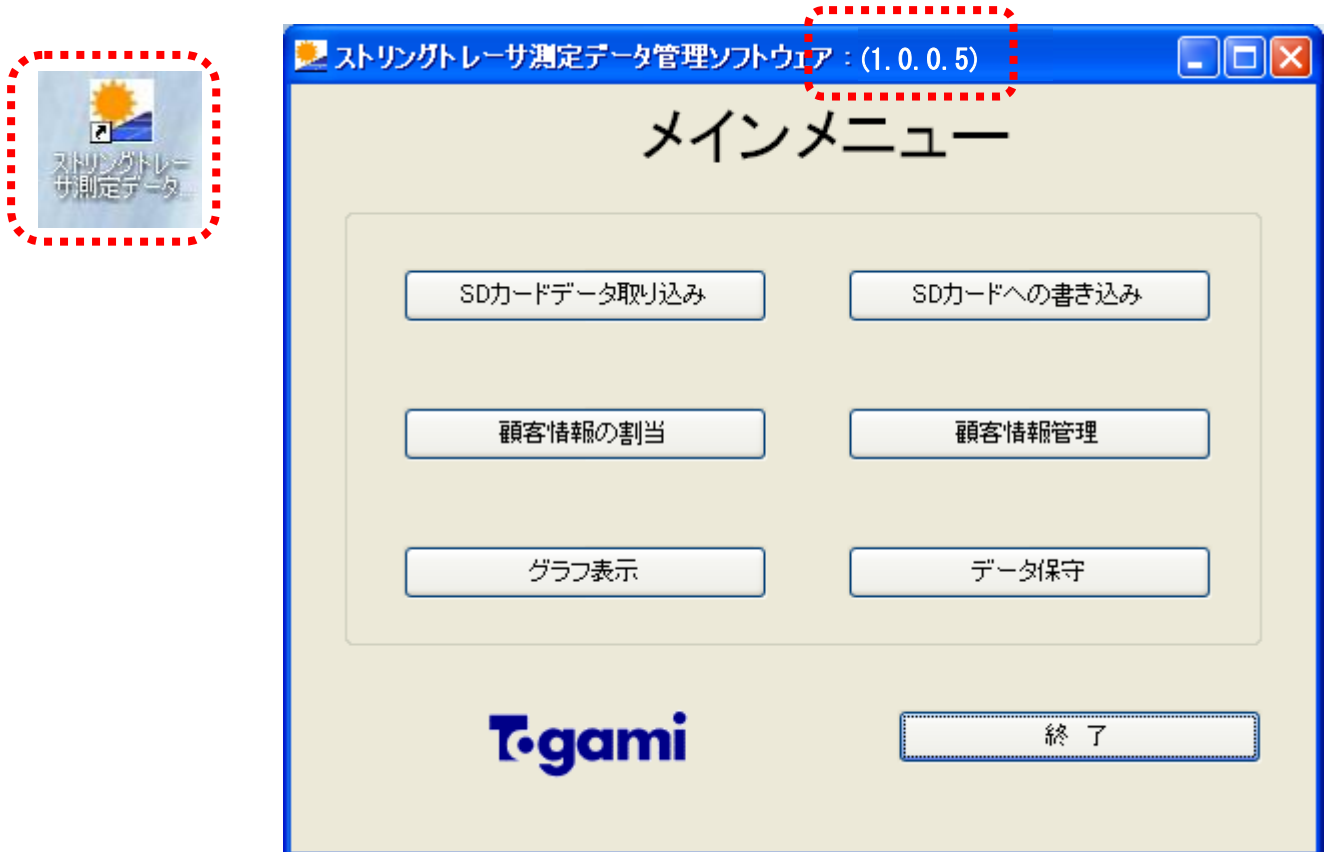 ストリングトレー
サ測定データ...
ストリングトレーサ測定データ管理ソフトウェア：(1.0.0.5)
メインメニュー
SDカードデータ取り込み
SDカードへの書き込み
顧客情報の割当
顧客情報管理
グラフ表示
データ保守
Togami
終 了